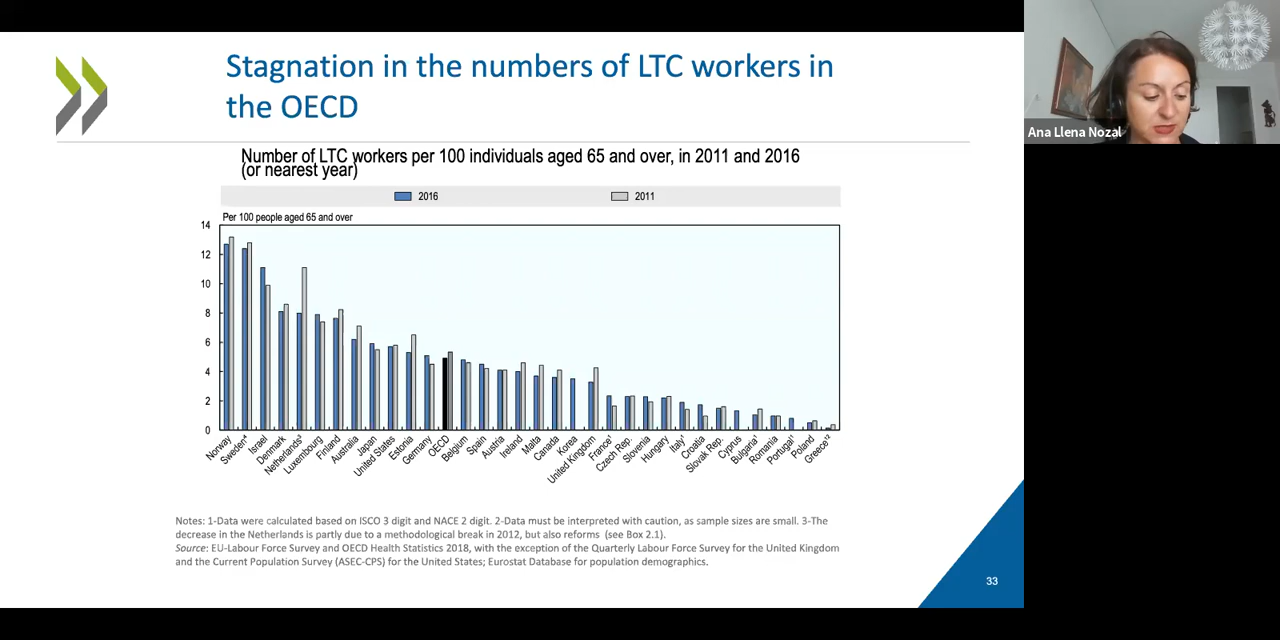 Stagnation in the numbers of LTC workers in
the OECD
Ana Llena Nozal
Number of LTC workers per 100 individuals aged 65 and over, in 2011 and 2016
(or nearest year)
2016
2011
Per 100 people aged 65 and over
14
12
10
8
6
4
2
0
Norway
Sweden⁴
Israel
Denmark
Netherlands³
Luxembourg
Finland
Australia
Japan
United States
Estonia
Germany
OECD
Belgium
Spain
Austria
Ireland
Malta
Canada
Korea
United Kingdom
France¹
Czech Rep.
Slovenia
Hungary
Italy¹
Croatia
Slovak Rep.
Cyprus
Bulgaria¹
Romania
Portugal¹
Poland
Greece¹²
Notes: 1-Data were calculated based on ISCO 3 digit and NACE 2 digit. 2-Data must be interpreted with caution, as sample sizes are small. 3-The
decrease in the Netherlands is partly due to a methodological break in 2012, but also reforms (see Box 2.1).
Source: EU-Labour Force Survey and OECD Health Statistics 2018, with the exception of the Quarterly Labour Force Survey for the United Kingdom
and the Current Population Survey (ASEC-CPS) for the United States; Eurostat Database for population demographics.
33